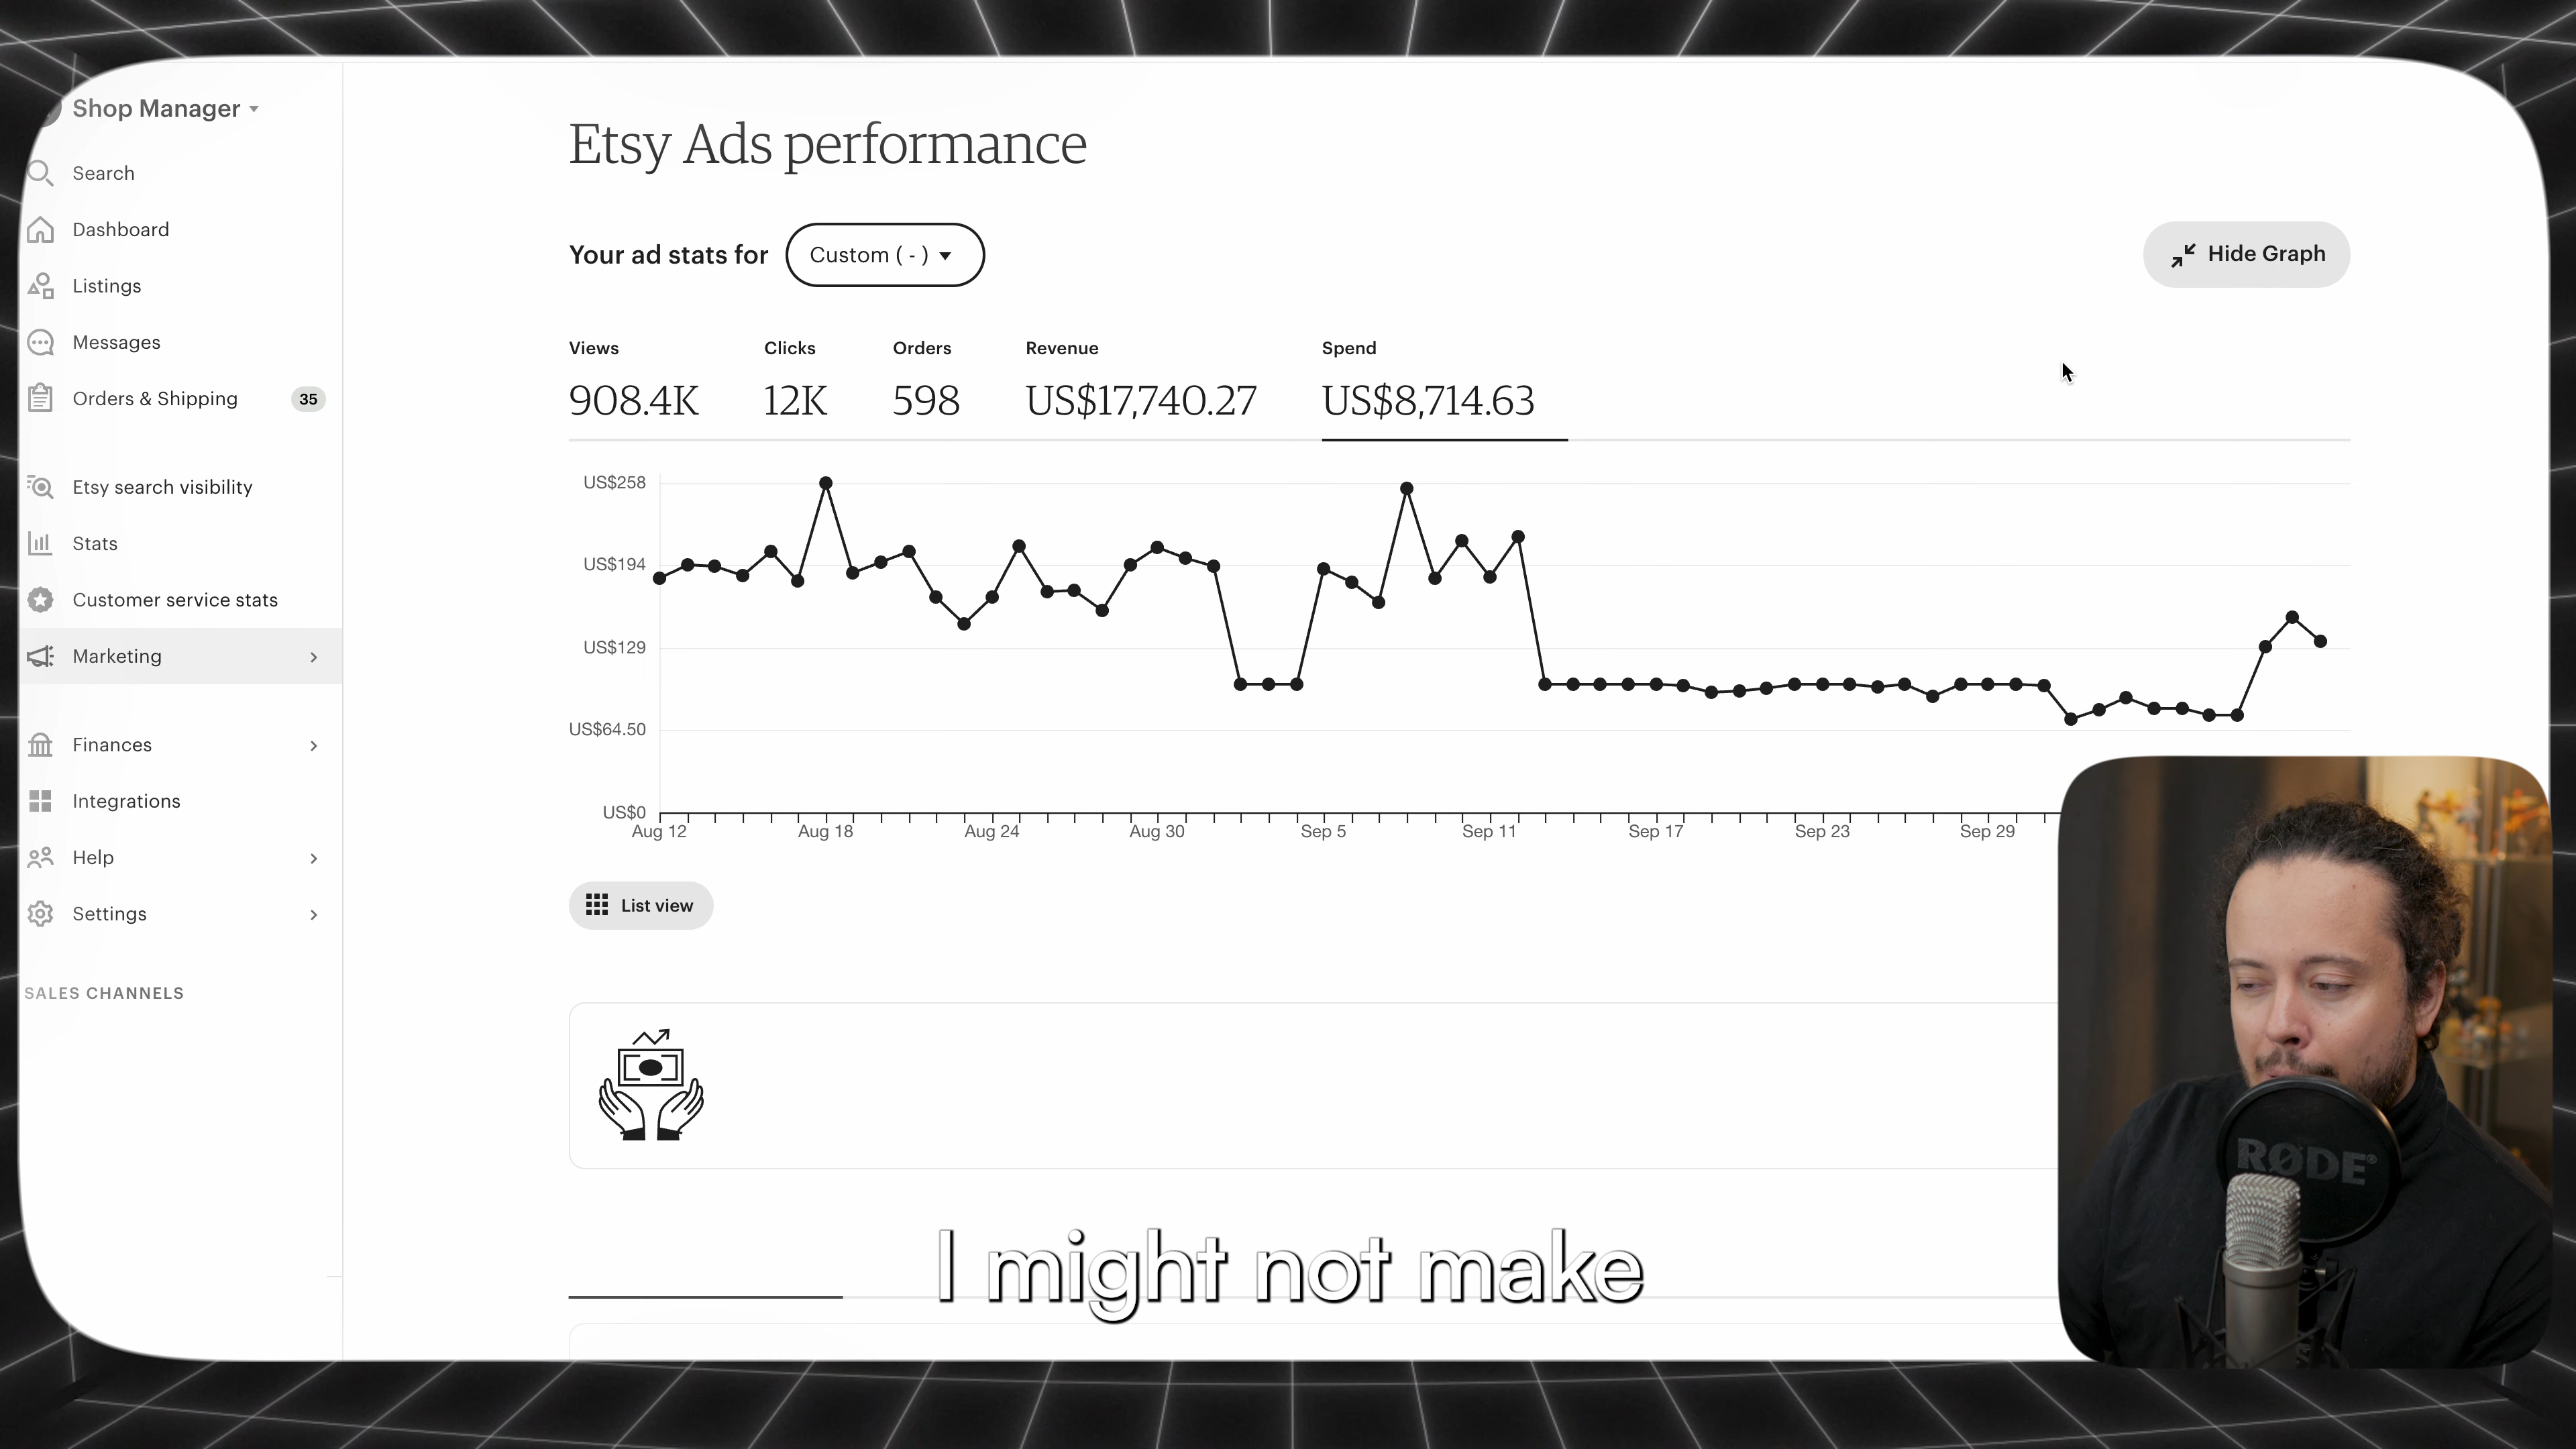 Shop Manager
Search
Dashboard
Listings
Messages
Orders & Shipping 35
Etsy search visibility
Stats
Customer service stats
Marketing
Finances
Integrations
Help
Settings
SALES CHANNELS
Etsy Ads performance
Your ad stats for Custom ( - )
Hide Graph
Views Clicks Orders Revenue Spend
908.4K 12K 598 US$17,740.27 US$8,714.63
US$258
US$194
US$129
US$64.50
US$0
Aug 12 Aug 18 Aug 24 Aug 30 Sep 5 Sep 11 Sep 17 Sep 23 Sep 29
List view
RØDE®
I might not make